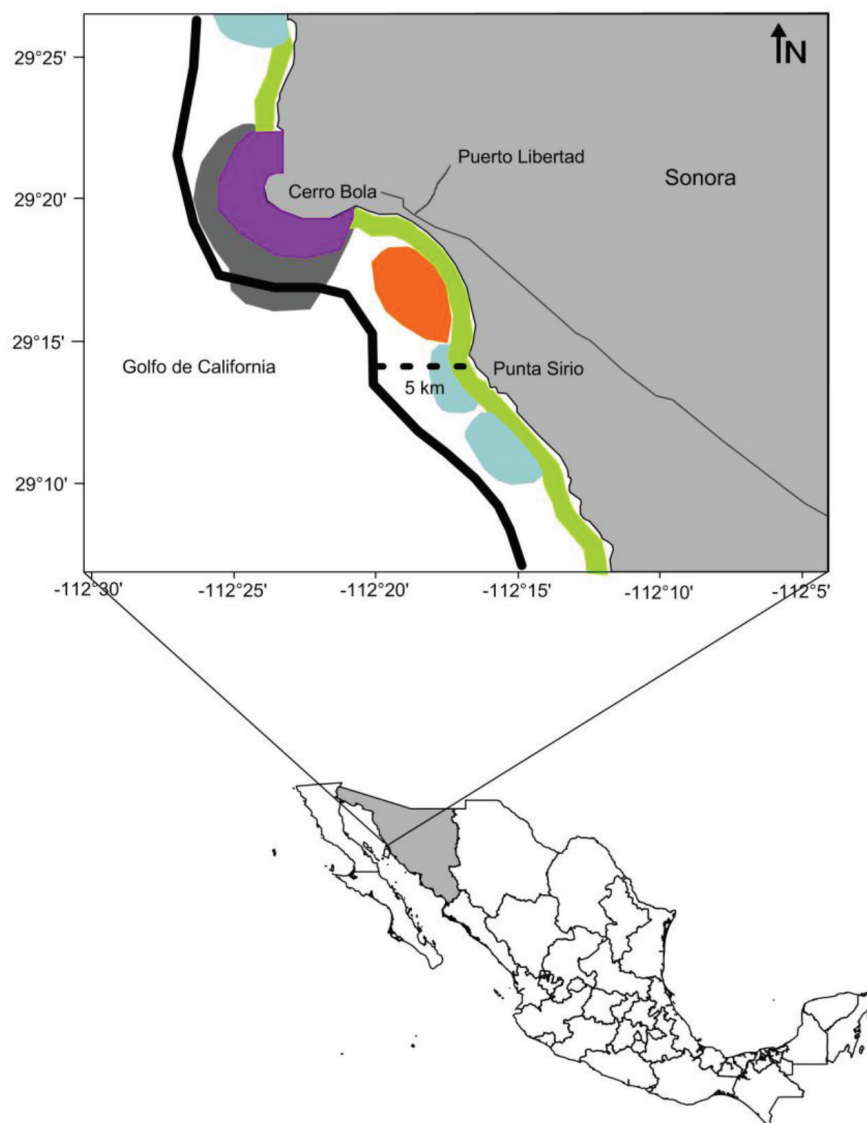 29°25'
N
Puerto Libertad
Sonora
29°20'
Cerro Bola
29°15'
Golfo de California
Punta Sirio
5 km
29°10'
-112°30'
-112°25'
-112°20'
-112°15'
-112°10'
-112°5'